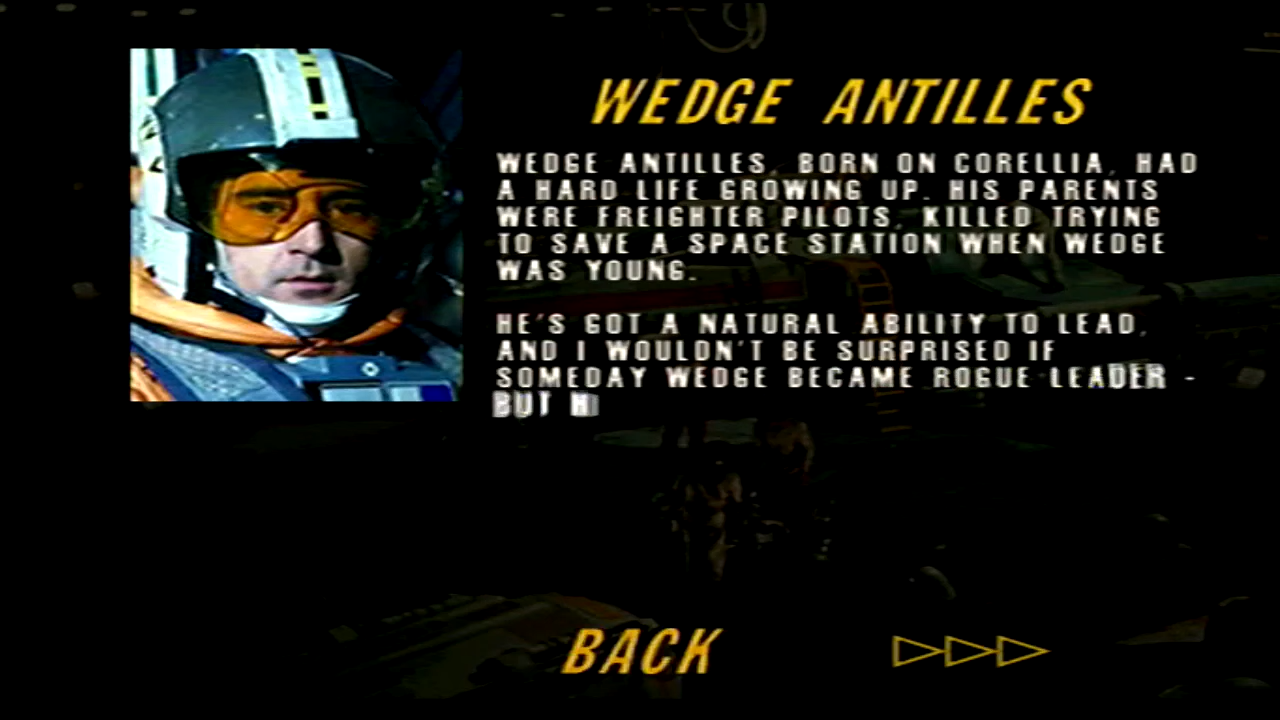 WEDGE ANTILLES
WEDGE ANTILLES, BORN ON CORELLIA, HAD
A HARD LIFE GROWING UP. HIS PARENTS
WERE FREIGHTER PILOTS, KILLED TRYING
TO SAVE A SPACE STATION WHEN WEDGE
WAS YOUNG.
HE'S GOT A NATURAL ABILITY TO LEAD,
AND I WOULDN'T BE SURPRISED IF
SOMEDAY WEDGE BECAME ROGUE LEADER -
BUT H
BACK